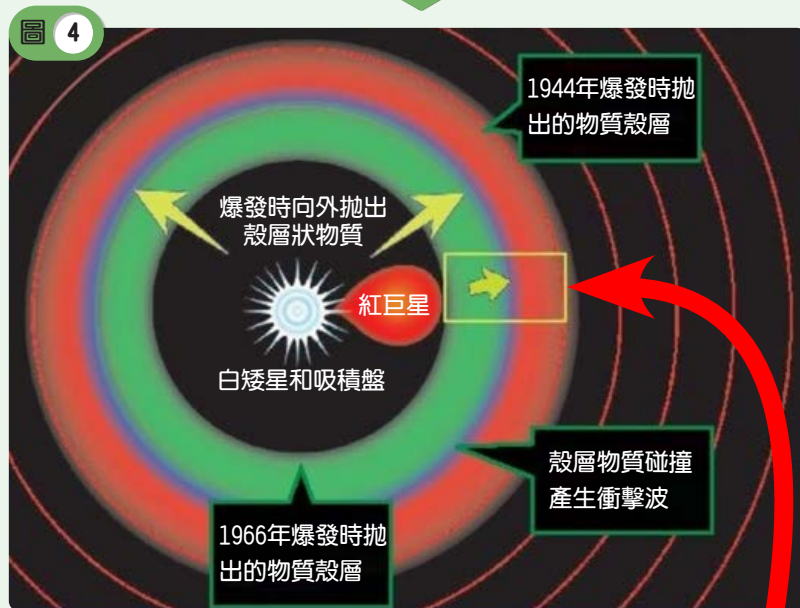 圖 4
1944年爆發時拋
出的物質殼層
爆發時向外拋出
殼層狀物質
紅巨星
白矮星和吸積盤
殼層物質碰撞
產生衝擊波
1966年爆發時拋
出的物質殼層